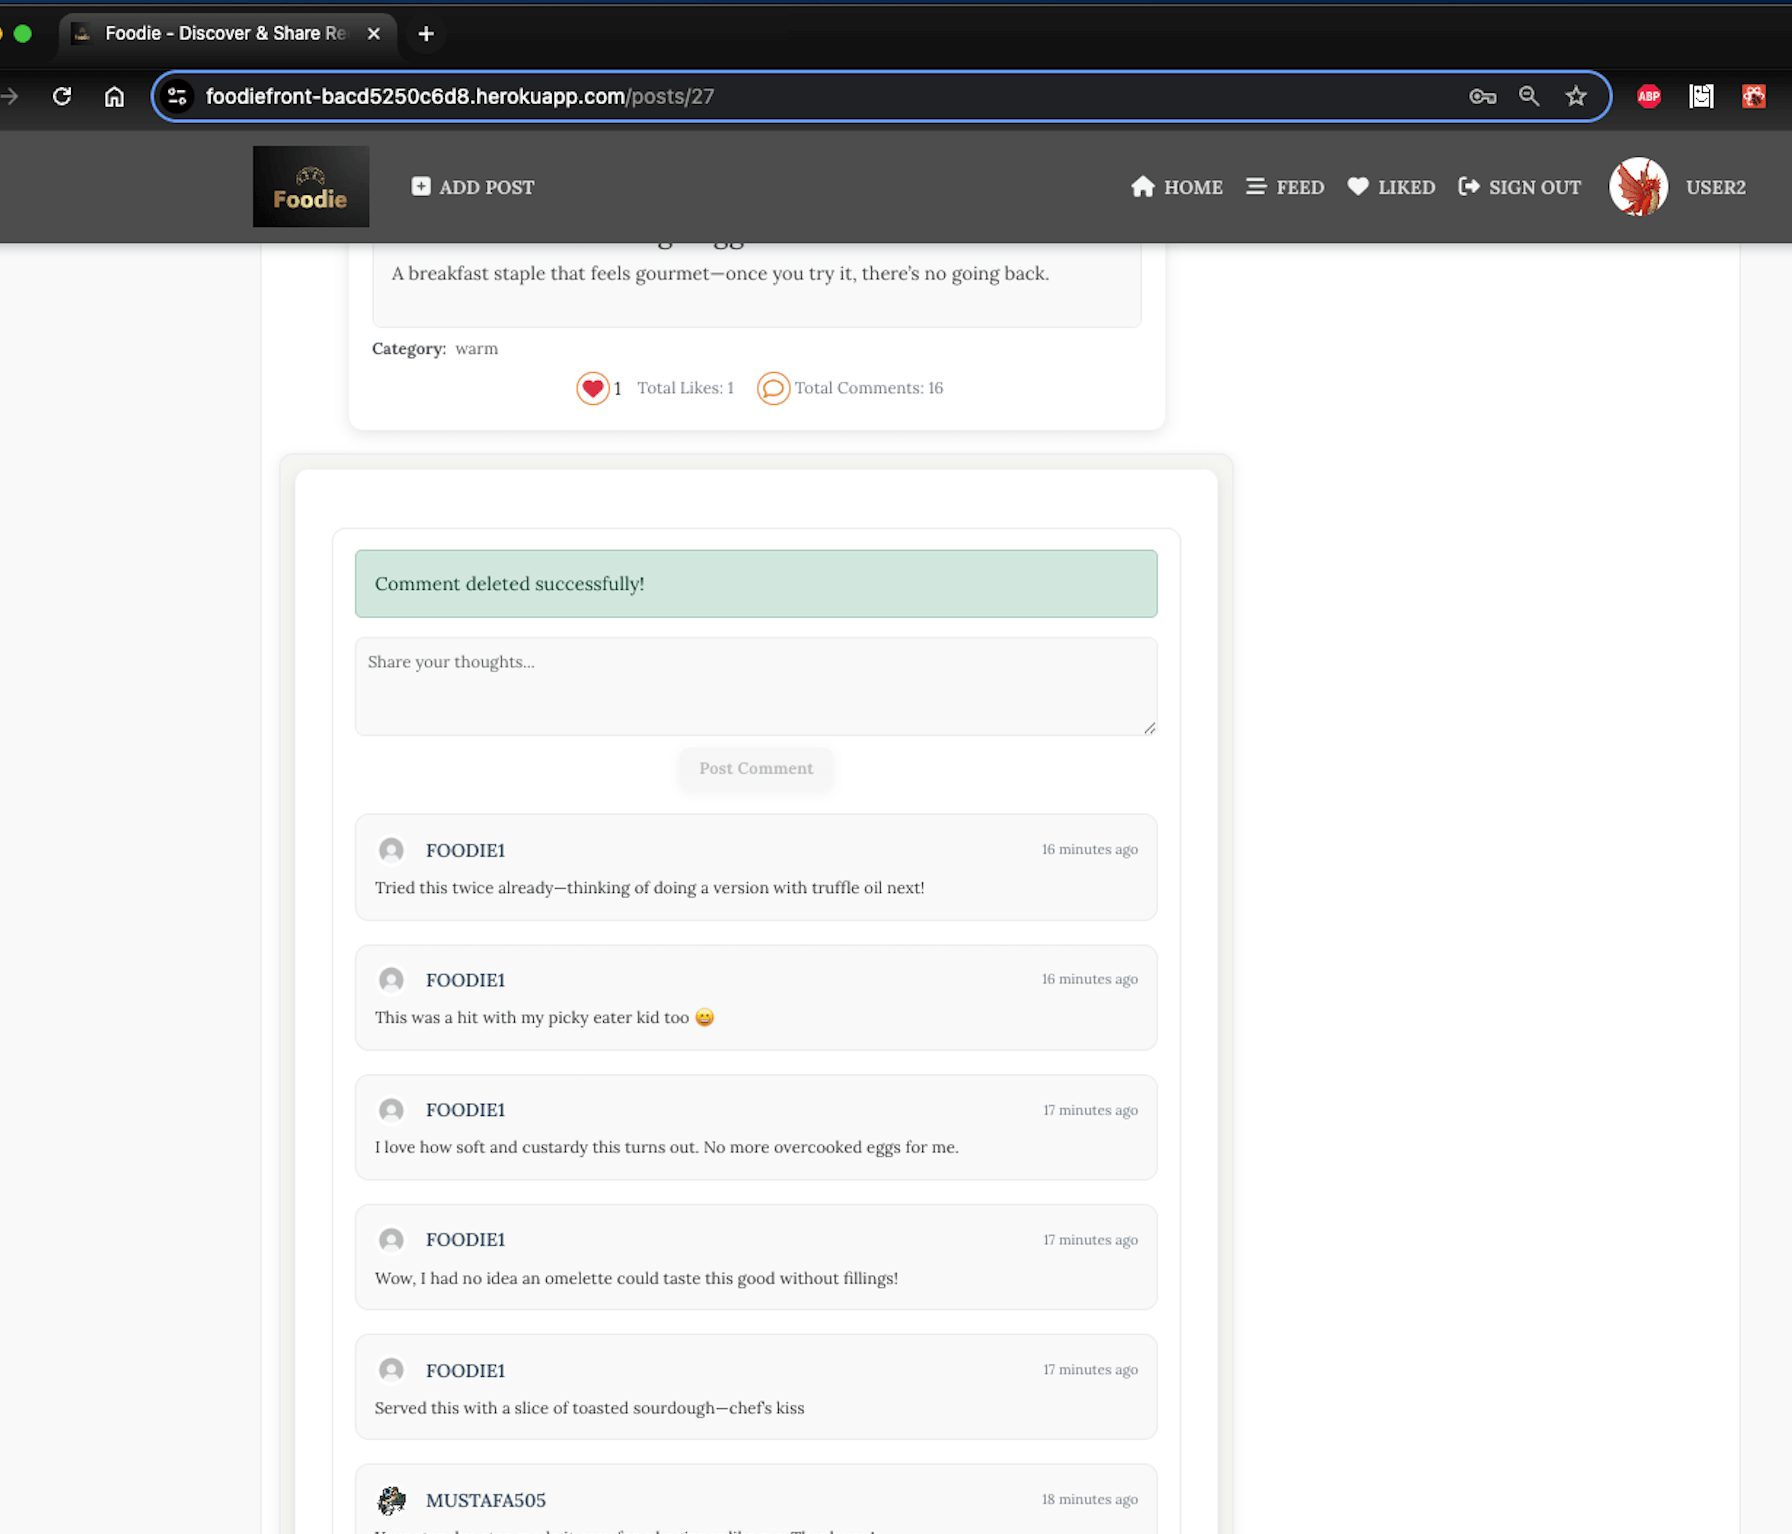 Foodie - Discover & Share Re
foodiefront-bacd5250c6d8.herokuapp.com/posts/27
ABP
Foodie
ADD POST
HOME
FEED
LIKED
SIGN OUT
USER2
A breakfast staple that feels gourmet—once you try it, there's no going back.
Category: warm
1 Total Likes: 1 Total Comments: 16
Comment deleted successfully!
Share your thoughts...
Post Comment
FOODIE1 16 minutes ago
Tried this twice already—thinking of doing a version with truffle oil next!
FOODIE1 16 minutes ago
This was a hit with my picky eater kid too 😀
FOODIE1 17 minutes ago
I love how soft and custardy this turns out. No more overcooked eggs for me.
FOODIE1 17 minutes ago
Wow, I had no idea an omelette could taste this good without fillings!
FOODIE1 17 minutes ago
Served this with a slice of toasted sourdough—chef's kiss
MUSTAFA505 18 minutes ago